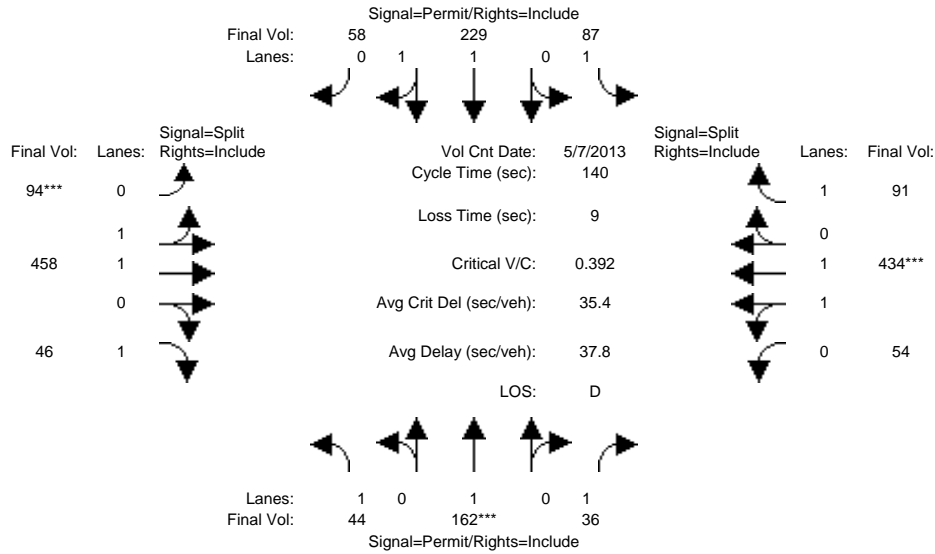 Signal=Permit/Rights=Include
Final Vol: 58 229 87
Lanes: 0 1 1 0 1
Signal=Split
Final Vol: Lanes: Rights=Include
Vol Cnt Date: 5/7/2013
Signal=Split
Rights=Include Lanes: Final Vol:
Cycle Time (sec): 140
94*** 0
1 91
Loss Time (sec): 9
1
0
458 1
Critical V/C: 0.392
1 434***
0
Avg Crit Del (sec/veh): 35.4
1
46 1
Avg Delay (sec/veh): 37.8
0 54
LOS: D
Lanes: 1 0 1 0 1
Final Vol: 44 162*** 36
Signal=Permit/Rights=Include